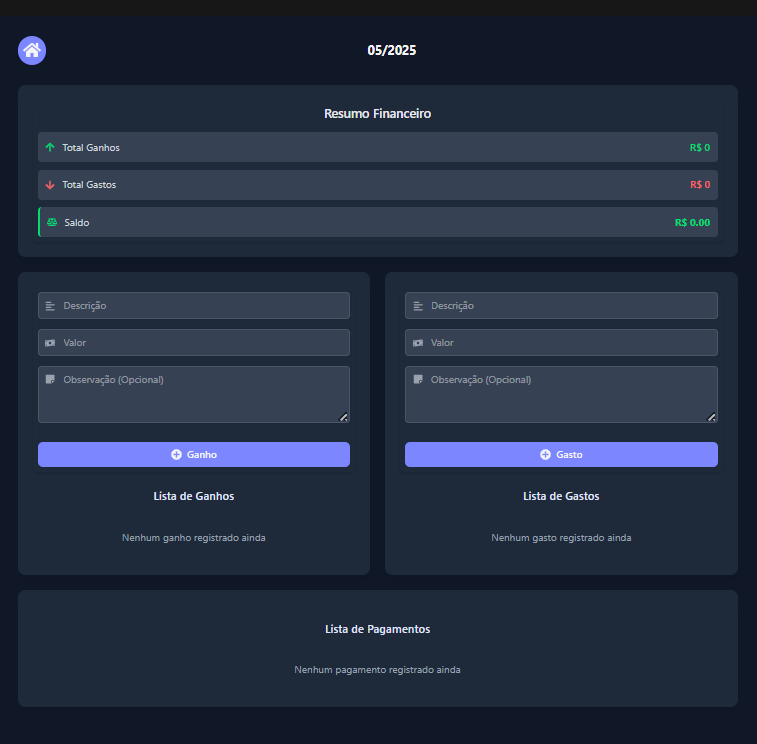 05/2025
Resumo Financeiro
Total Ganhos R$ 0
Total Gastos R$ 0
Saldo R$ 0.00
Descrição
Valor
Observação (Opcional)
Ganho
Lista de Ganhos
Nenhum ganho registrado ainda
Descrição
Valor
Observação (Opcional)
Gasto
Lista de Gastos
Nenhum gasto registrado ainda
Lista de Pagamentos
Nenhum pagamento registrado ainda